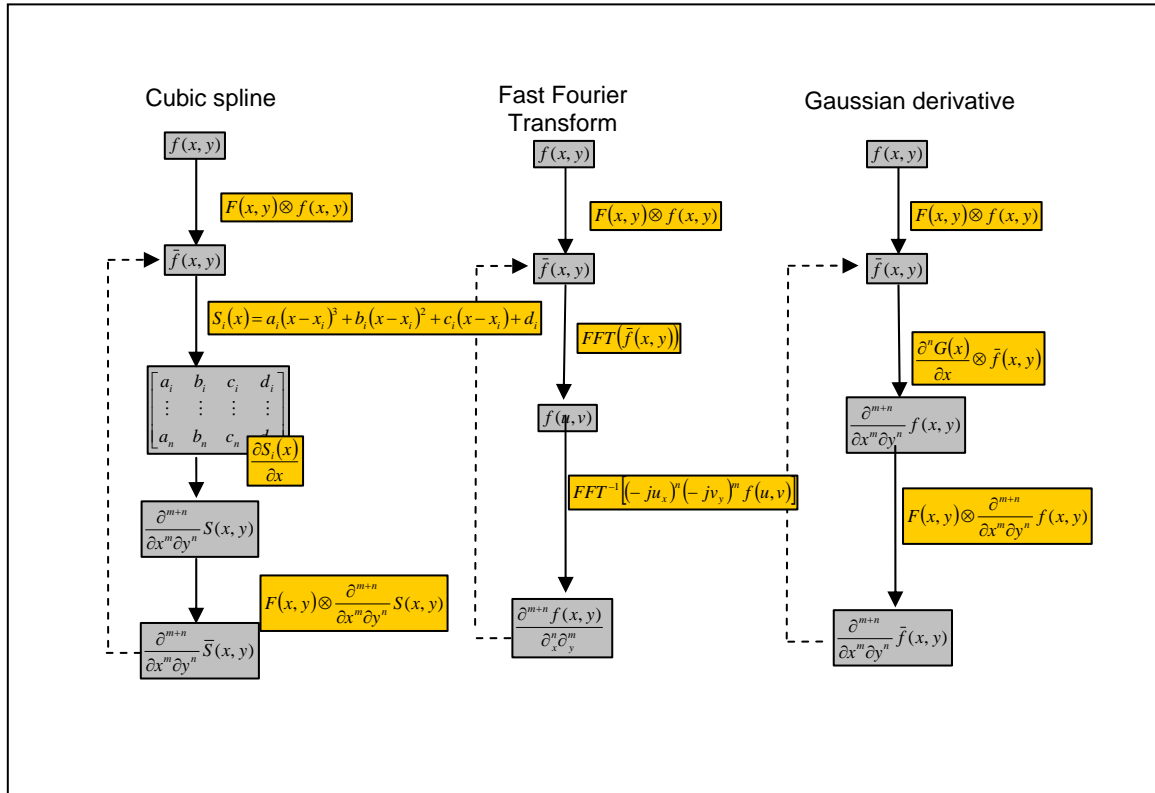 Cubic spline
f(x, y)
F(x, y)⊗ f(x, y)
f̄(x, y)
S_i(x) = a_i(x−x_i)^3 + b_i(x−x_i)^2 + c_i(x−x_i) + d_i
a_i b_i c_i d_i
⋮ ⋮ ⋮ ⋮
a_n b_n c_n
∂S_i(x)/∂x
∂^{m+n}/∂x^m∂y^n S(x, y)
F(x, y)⊗ ∂^{m+n}/∂x^m∂y^n S(x, y)
∂^{m+n}/∂x^m∂y^n S̄(x, y)
Fast Fourier
Transform
f(x, y)
F(x, y)⊗ f(x, y)
f̄(x, y)
FFT(f̄(x, y))
f(u,v)
FFT^{-1}[(− ju_x)^n(− jv_y)^m f(u,v)]
∂^{m+n} f(x, y)/∂_x^n∂_y^m
Gaussian derivative
f(x, y)
F(x, y)⊗ f(x, y)
f̄(x, y)
∂^nG(x)/∂x ⊗ f̄(x, y)
∂^{m+n}/∂x^m∂y^n f(x, y)
F(x, y)⊗ ∂^{m+n}/∂x^m∂y^n f(x, y)
∂^{m+n}/∂x^m∂y^n f̄(x, y)